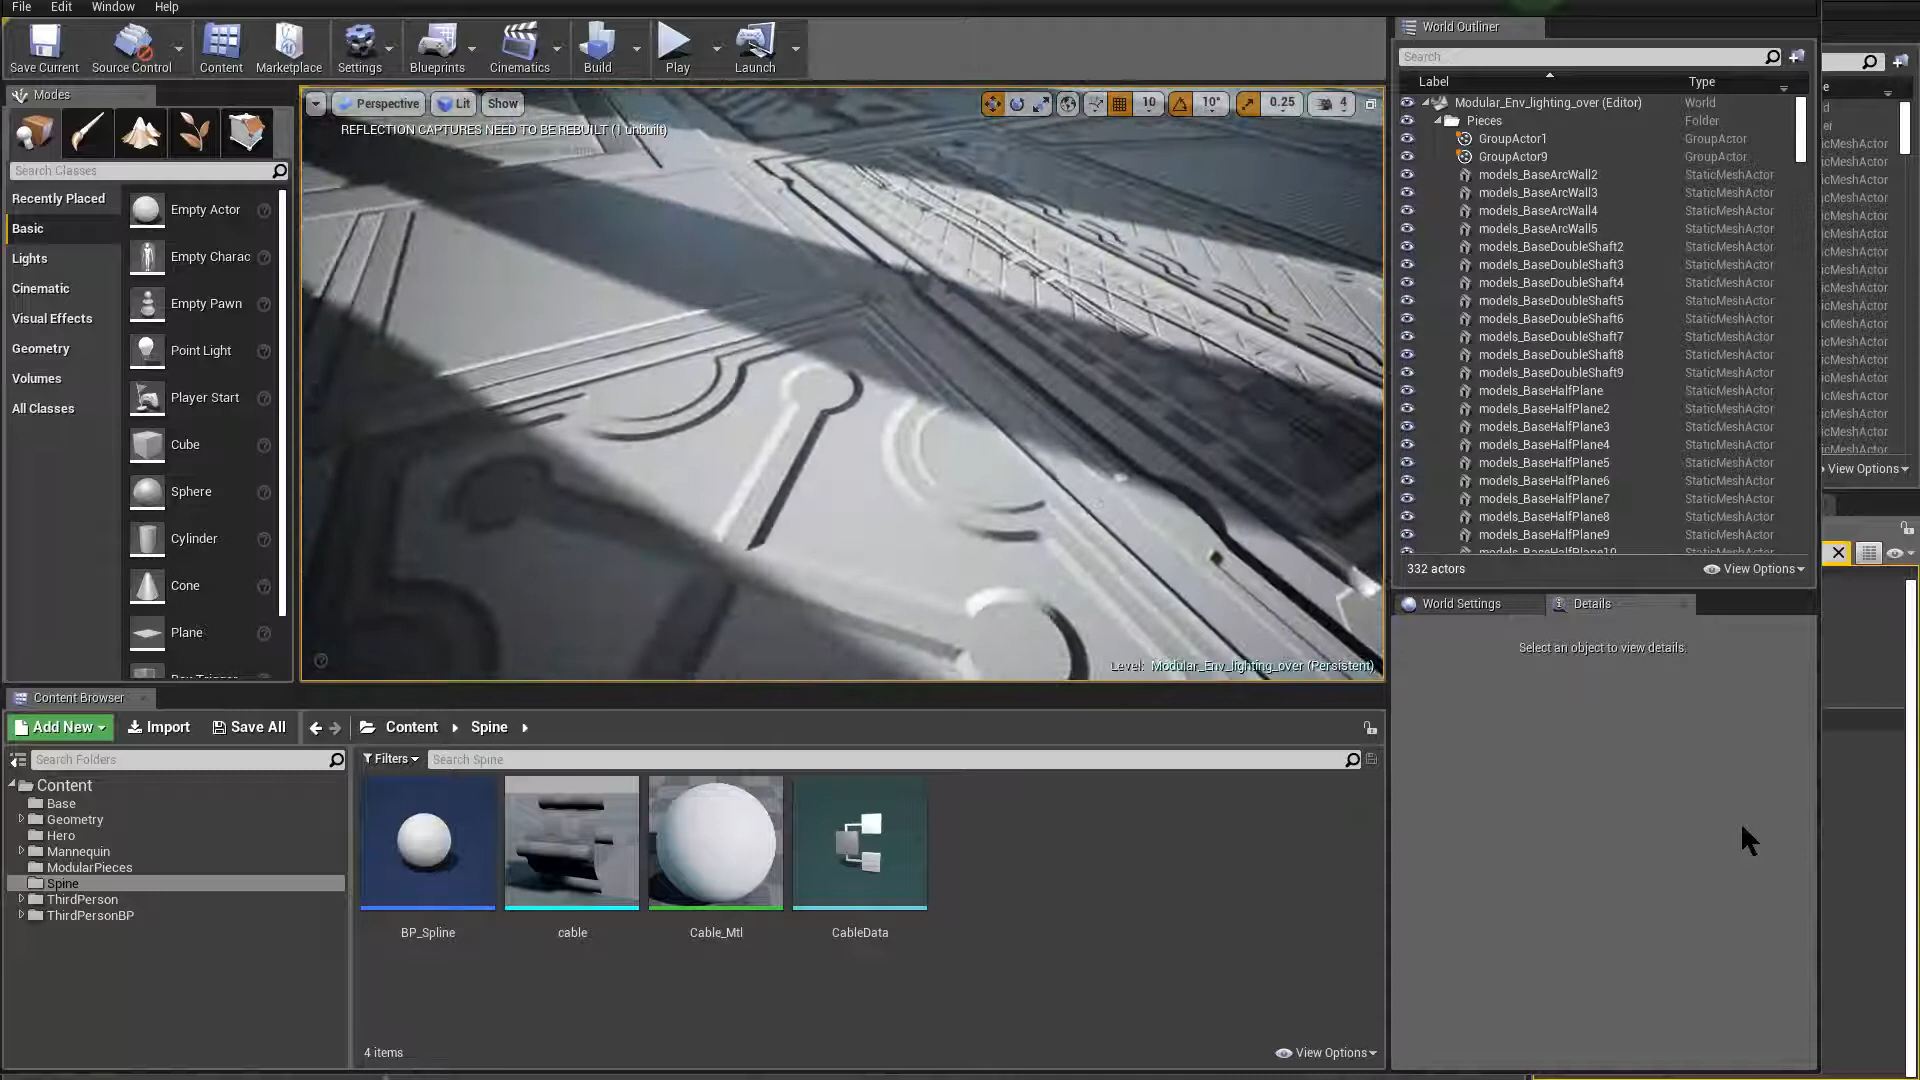 File Edit Window Help
Save Current Source Control Content Marketplace Settings Blueprints Cinematics Build Play Launch
Modes
Search Classes
Recently Placed
Basic
Lights
Cinematic
Visual Effects
Geometry
Volumes
All Classes
Empty Actor
Empty Charac
Empty Pawn
Point Light
Player Start
Cube
Sphere
Cylinder
Cone
Plane
Perspective Lit Show 10 10° 0.25 4
REFLECTION CAPTURES NEED TO BE REBUILT (1 unbuilt)
Level: Modular_Env_lighting_over (Persistent)
World Outliner
Search
Label Type
Modular_Env_lighting_over (Editor) World
Pieces Folder
GroupActor1 GroupActor
GroupActor9 GroupActor
models_BaseArcWall2 StaticMeshActor
models_BaseArcWall3 StaticMeshActor
models_BaseArcWall4 StaticMeshActor
models_BaseArcWall5 StaticMeshActor
models_BaseDoubleShaft2 StaticMeshActor
models_BaseDoubleShaft3 StaticMeshActor
models_BaseDoubleShaft4 StaticMeshActor
models_BaseDoubleShaft5 StaticMeshActor
models_BaseDoubleShaft6 StaticMeshActor
models_BaseDoubleShaft7 StaticMeshActor
models_BaseDoubleShaft8 StaticMeshActor
models_BaseDoubleShaft9 StaticMeshActor
models_BaseHalfPlane StaticMeshActor
models_BaseHalfPlane2 StaticMeshActor
models_BaseHalfPlane3 StaticMeshActor
models_BaseHalfPlane4 StaticMeshActor
models_BaseHalfPlane5 StaticMeshActor
models_BaseHalfPlane6 StaticMeshActor
models_BaseHalfPlane7 StaticMeshActor
models_BaseHalfPlane8 StaticMeshActor
models_BaseHalfPlane9 StaticMeshActor
models_BaseHalfPlane10 StaticMeshActor
332 actors View Options
View Options
World Settings Details
Select an object to view details.
Content Browser
Add New Import Save All Content Spine
Search Folders
Filters Search Spine
Content
Base
Geometry
Hero
Mannequin
ModularPieces
Spine
ThirdPerson
ThirdPersonBP
BP_Spline cable Cable_Mtl CableData
4 items View Options